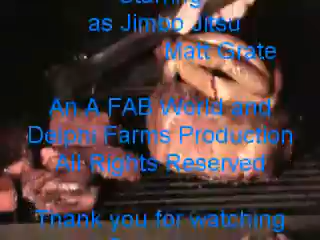 Starring
as Jimbo Jitsu
Matt Grate
An A FAB World and
Delphi Farms Production
All Rights Reserved
Thank you for watching